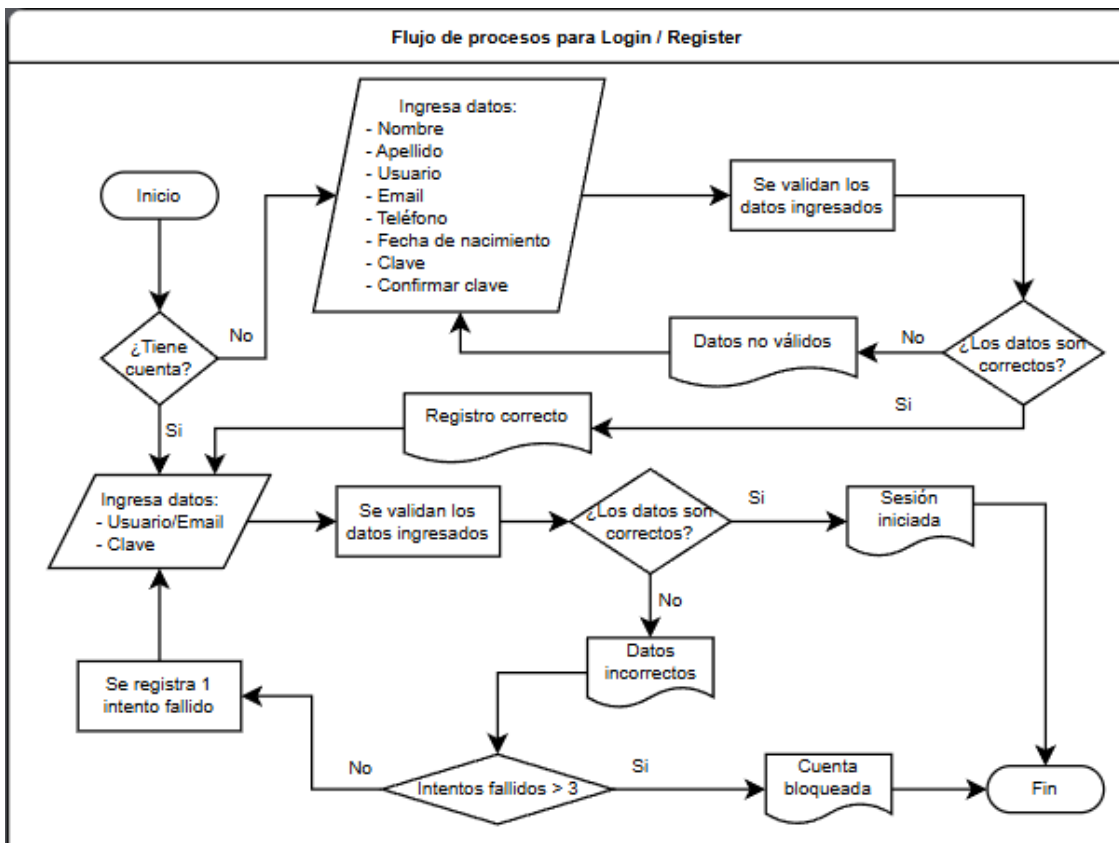 Flujo de procesos para Login / Register
Inicio
¿Tiene
cuenta?
No
Si
Ingresa datos:
- Nombre
- Apellido
- Usuario
- Email
- Teléfono
- Fecha de nacimiento
- Clave
- Confirmar clave
Se validan los
datos ingresados
¿Los datos son
correctos?
No
Datos no válidos
Si
Registro correcto
Ingresa datos:
- Usuario/Email
- Clave
Se validan los
datos ingresados
¿Los datos son
correctos?
Si
Sesión
iniciada
No
Datos
incorrectos
Intentos fallidos > 3
No
Se registra 1
intento fallido
Si
Cuenta
bloqueada
Fin